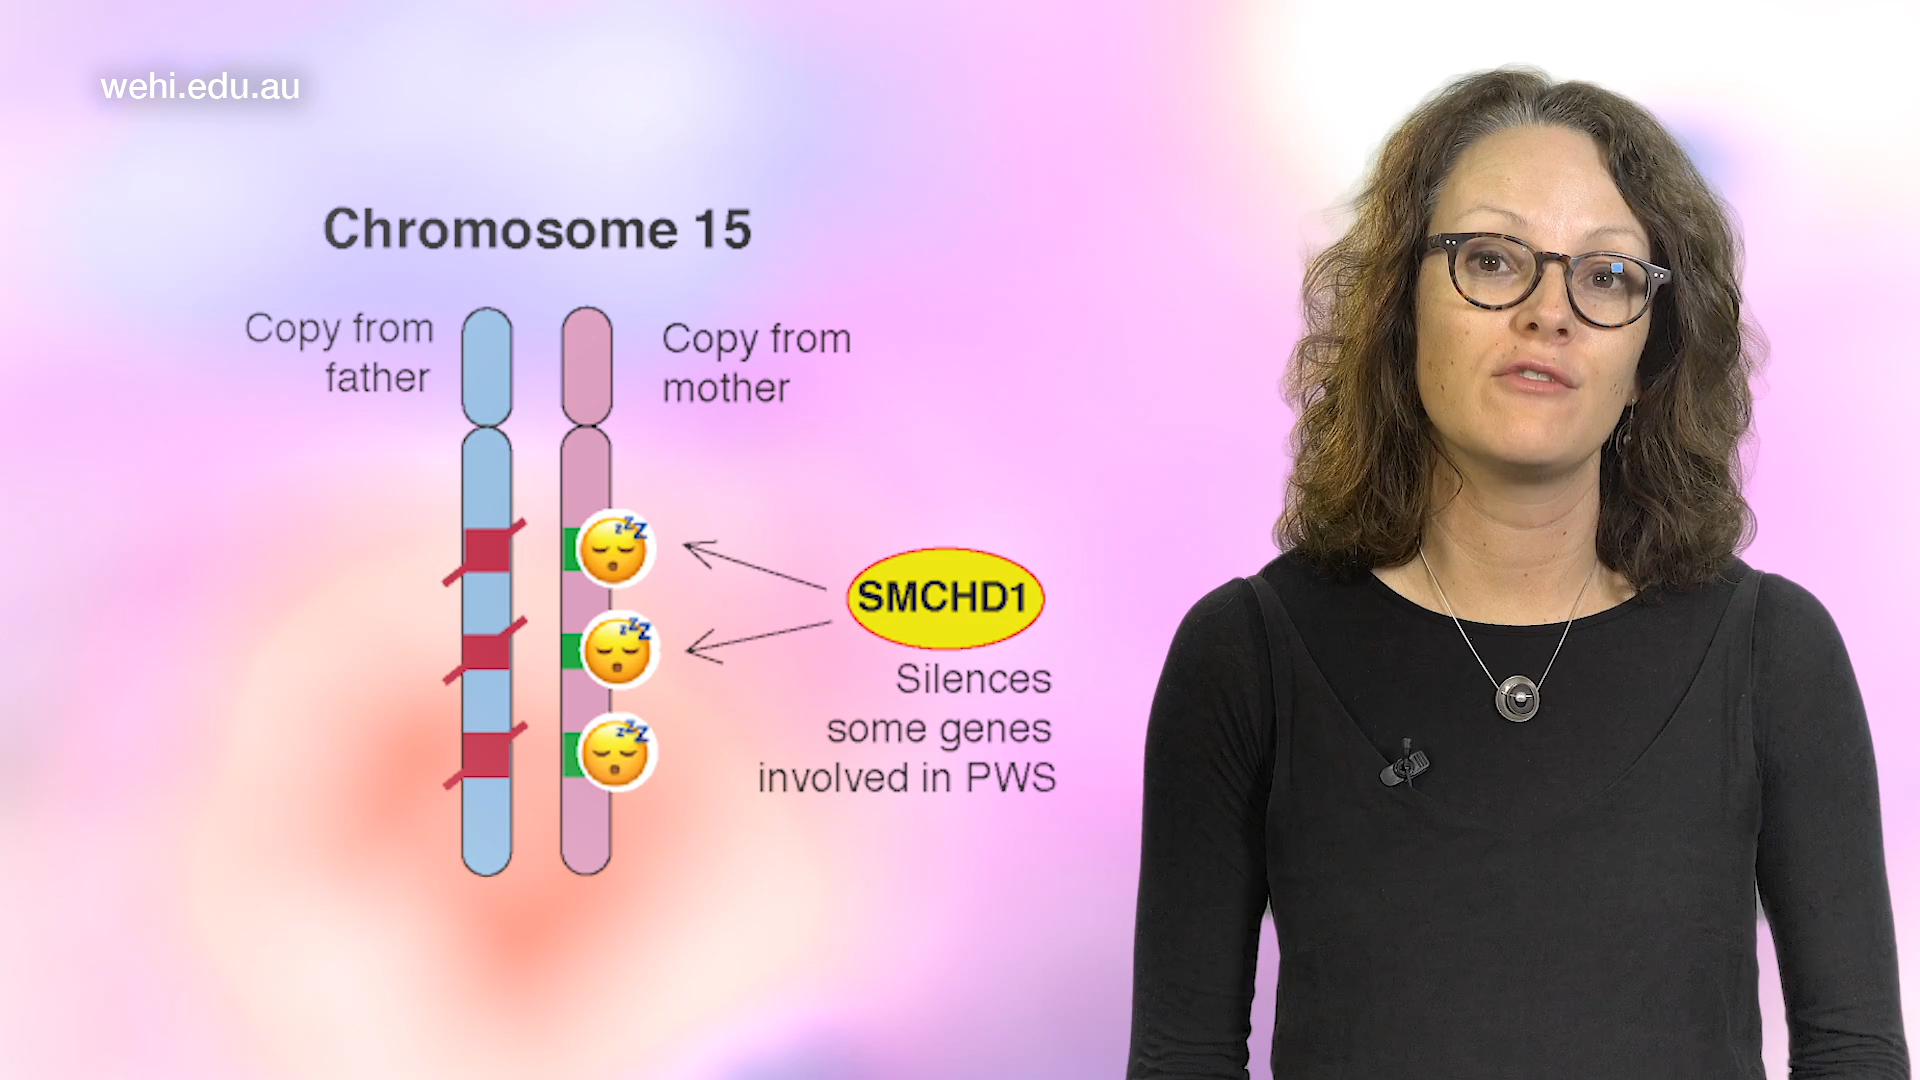 wehi.edu.au
Chromosome 15
Copy from
father
Copy from
mother
SMCHD1
Silences
some genes
involved in PWS